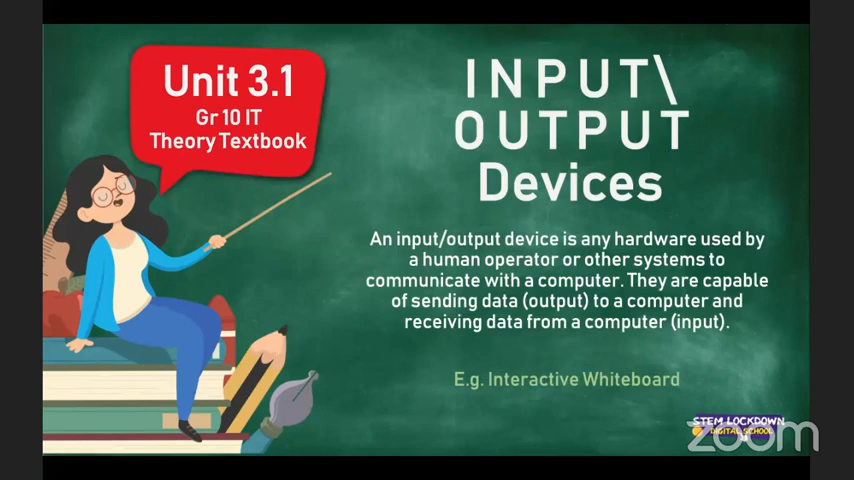 Unit 3.1
Gr 10 IT
Theory Textbook
INPUT\
OUTPUT
Devices
An input/output device is any hardware used by
a human operator or other systems to
communicate with a computer. They are capable
of sending data (output) to a computer and
receiving data from a computer (input).
E.g. Interactive Whiteboard
STEM LOCKDOWN
DIGITAL SCHOOL
zoom